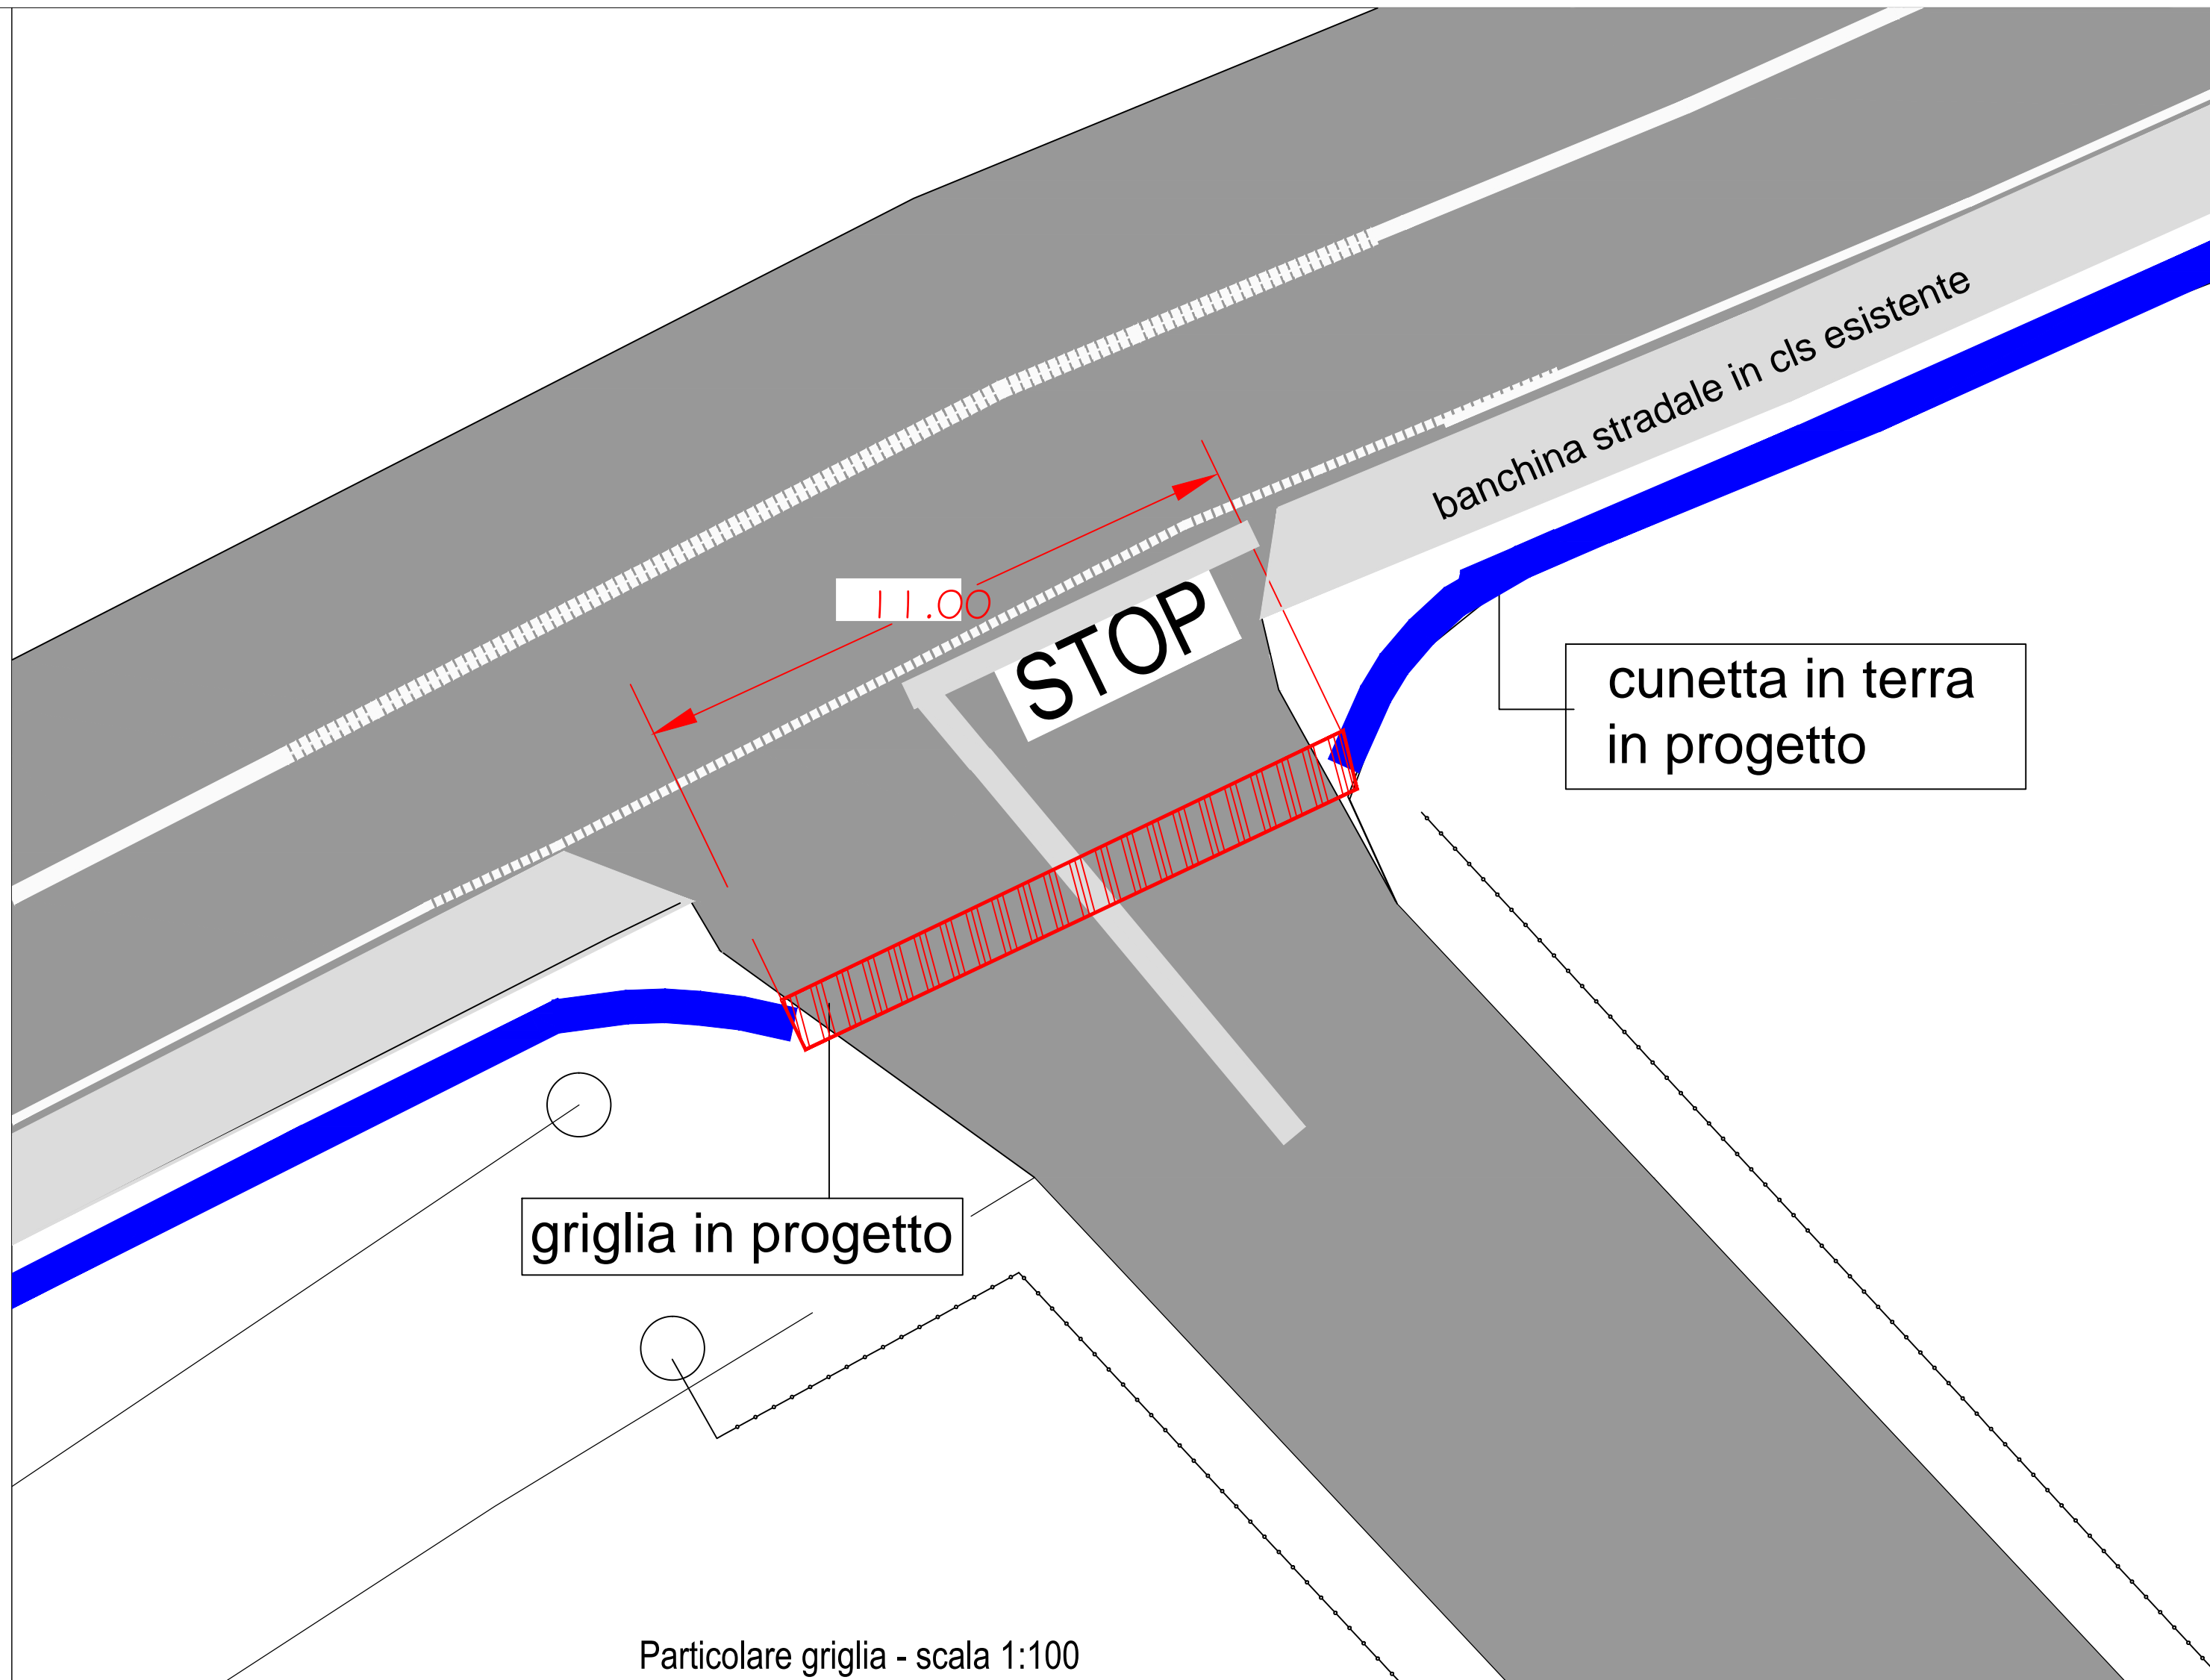 banchina stradale in cls esistente
11.00
STOP
cunetta in terra
in progetto
griglia in progetto
Particolare griglia - scala 1:100